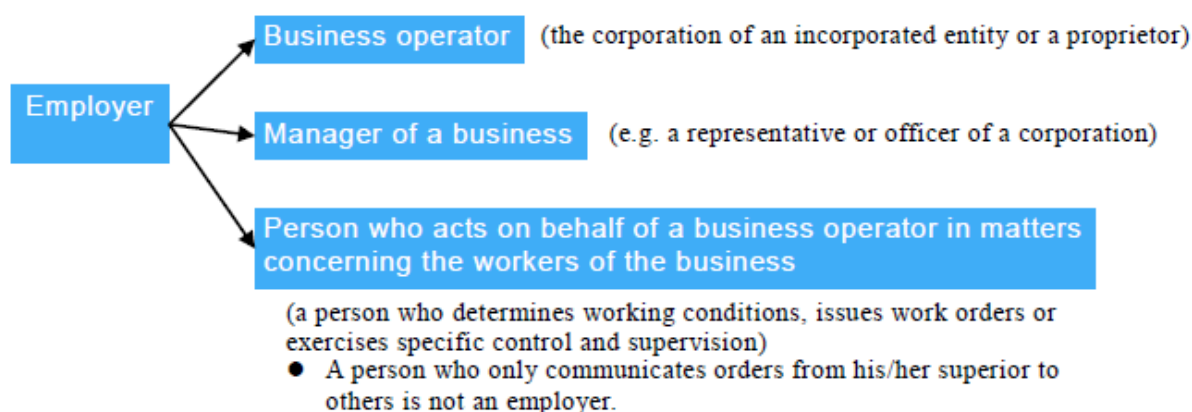 Business operator (the corporation of an incorporated entity or a proprietor)
Employer
Manager of a business (e.g. a representative or officer of a corporation)
Person who acts on behalf of a business operator in matters
concerning the workers of the business
(a person who determines working conditions, issues work orders or
exercises specific control and supervision)
● A person who only communicates orders from his/her superior to
others is not an employer.